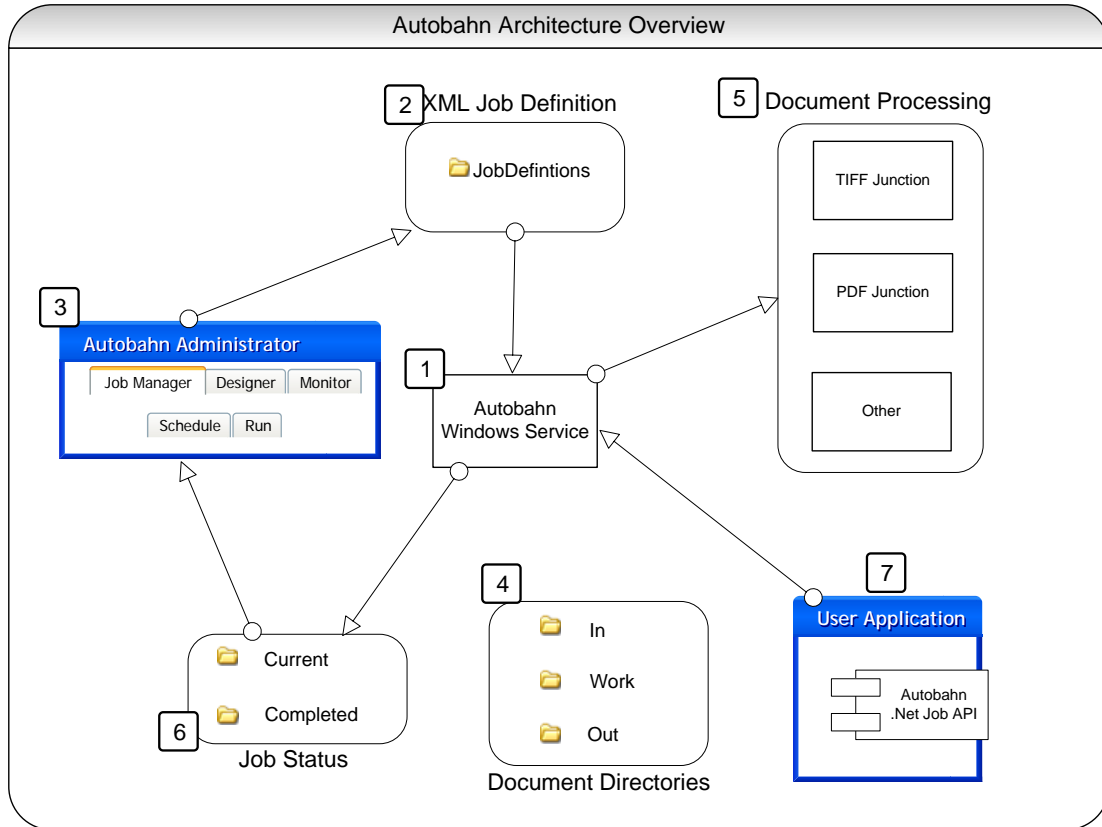 Autobahn Architecture Overview
2
XML Job Definition
JobDefintions
5
Document Processing
TIFF Junction
PDF Junction
Other
3
Autobahn Administrator
Job Manager
Designer
Monitor
Schedule
Run
1
Autobahn
Windows Service
6
Current
Completed
Job Status
4
In
Work
Out
Document Directories
7
User Application
Autobahn
.Net Job API